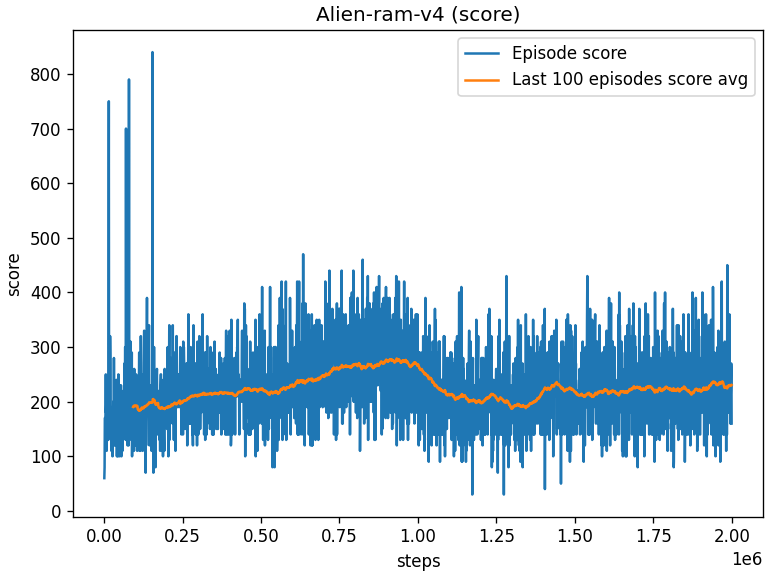 Alien-ram-v4 (score)
Episode score
Last 100 episodes score avg
score
800
700
600
500
400
300
200
100
0
0.00 0.25 0.50 0.75 1.00 1.25 1.50 1.75 2.00
1e6
steps